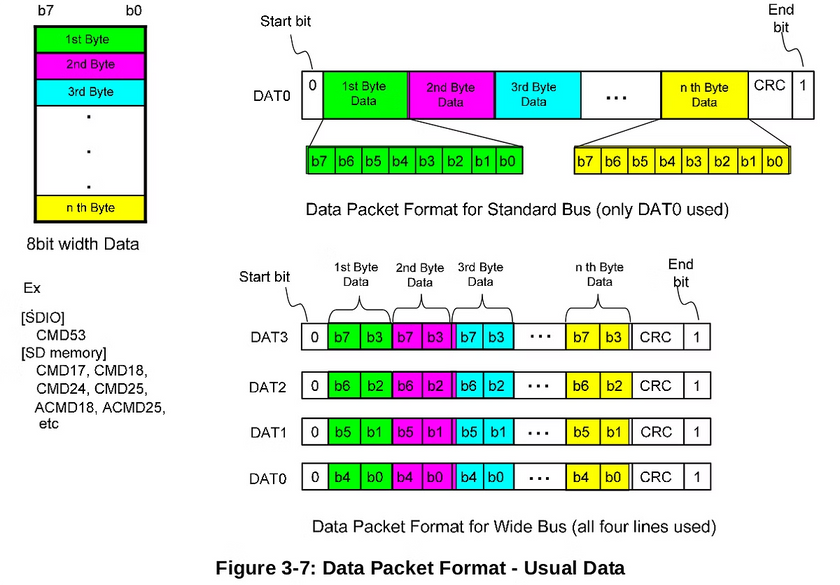 b7 b0
1st Byte
2nd Byte
3rd Byte
.
.
.
n th Byte
8bit width Data
Ex
[SDIO]
CMD53
[SD memory]
CMD17, CMD18,
CMD24, CMD25,
ACMD18, ACMD25,
etc
Start bit
End
bit
DAT0 0 1st Byte Data 2nd Byte Data 3rd Byte Data ... n th Byte Data CRC 1
b7 b6 b5 b4 b3 b2 b1 b0
b7 b6 b5 b4 b3 b2 b1 b0
Data Packet Format for Standard Bus (only DAT0 used)
Start bit
1st Byte
Data
2nd Byte
Data
3rd Byte
Data
n th Byte
Data
End
bit
DAT3 0 b7 b3 b7 b3 b7 b3 ... b7 b3 CRC 1
DAT2 0 b6 b2 b6 b2 b6 b2 ... b6 b2 CRC 1
DAT1 0 b5 b1 b5 b1 b5 b1 ... b5 b1 CRC 1
DAT0 0 b4 b0 b4 b0 b4 b0 ... b4 b0 CRC 1
Data Packet Format for Wide Bus (all four lines used)
Figure 3-7: Data Packet Format - Usual Data